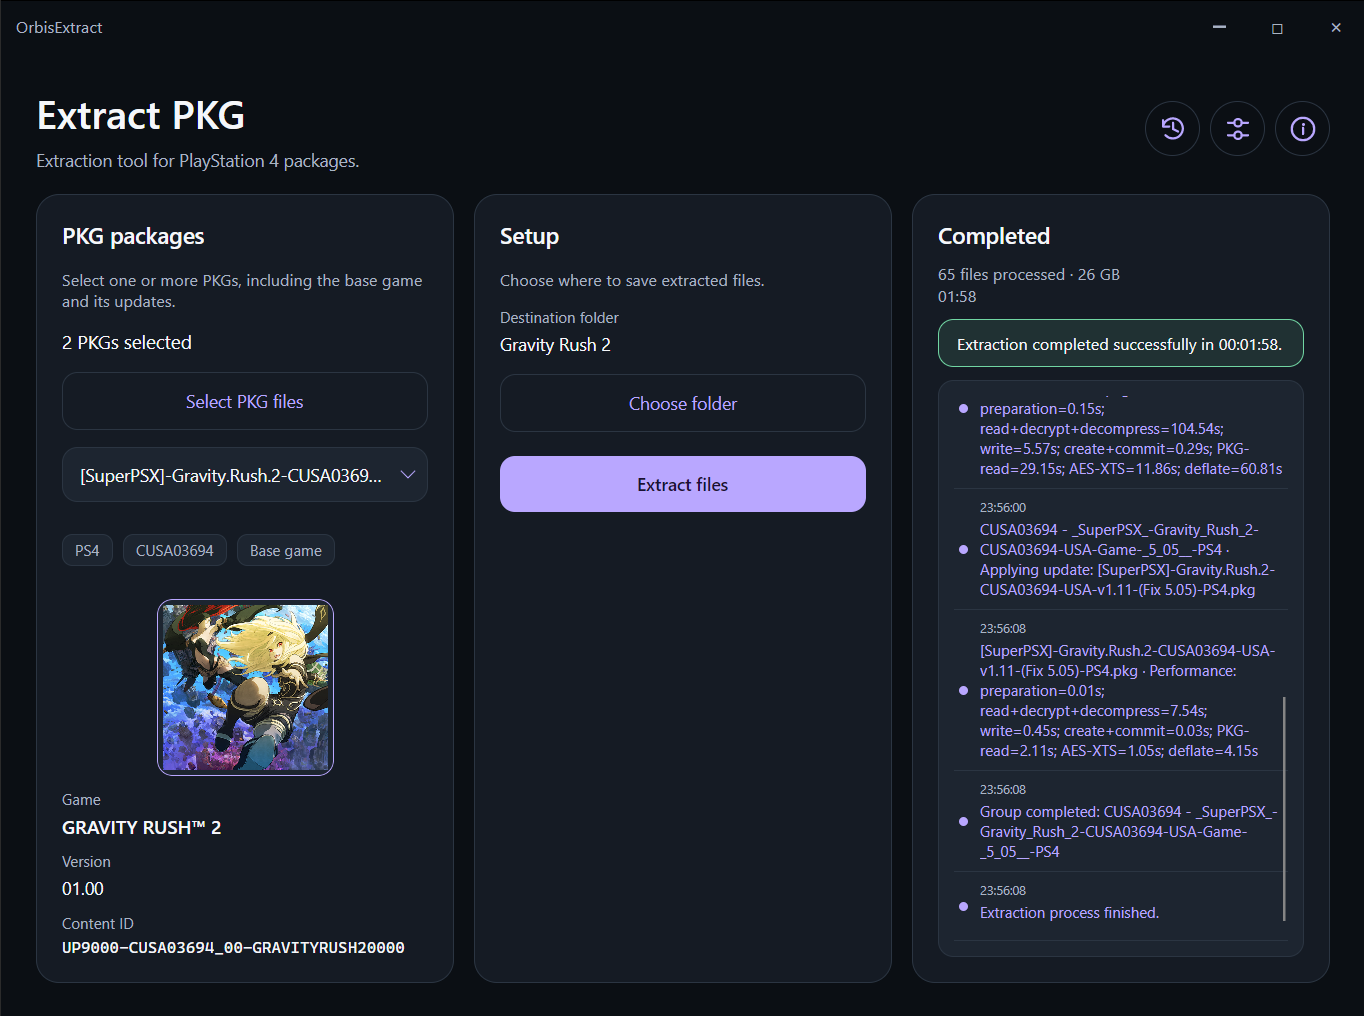 OrbisExtract
Extract PKG
Extraction tool for PlayStation 4 packages.
PKG packages
Select one or more PKGs, including the base game
and its updates.
2 PKGs selected
Select PKG files
[SuperPSX]-Gravity.Rush.2-CUSA0369...
PS4
CUSA03694
Base game
Game
GRAVITY RUSH™ 2
Version
01.00
Content ID
UP9000-CUSA03694_00-GRAVITYRUSH20000
Setup
Choose where to save extracted files.
Destination folder
Gravity Rush 2
Choose folder
Extract files
Completed
65 files processed · 26 GB
01:58
Extraction completed successfully in 00:01:58.
preparation=0.15s;
read+decrypt+decompress=104.54s;
write=5.57s; create+commit=0.29s; PKG-
read=29.15s; AES-XTS=11.86s; deflate=60.81s
23:56:00
CUSA03694 - _SuperPSX_-Gravity_Rush_2-
CUSA03694-USA-Game-_5_05__-PS4 ·
Applying update: [SuperPSX]-Gravity.Rush.2-
CUSA03694-USA-v1.11-(Fix 5.05)-PS4.pkg
23:56:08
[SuperPSX]-Gravity.Rush.2-CUSA03694-USA-
v1.11-(Fix 5.05)-PS4.pkg · Performance:
preparation=0.01s;
read+decrypt+decompress=7.54s;
write=0.45s; create+commit=0.03s; PKG-
read=2.11s; AES-XTS=1.05s; deflate=4.15s
23:56:08
Group completed: CUSA03694 - _SuperPSX_-
Gravity_Rush_2-CUSA03694-USA-Game-
_5_05__-PS4
23:56:08
Extraction process finished.